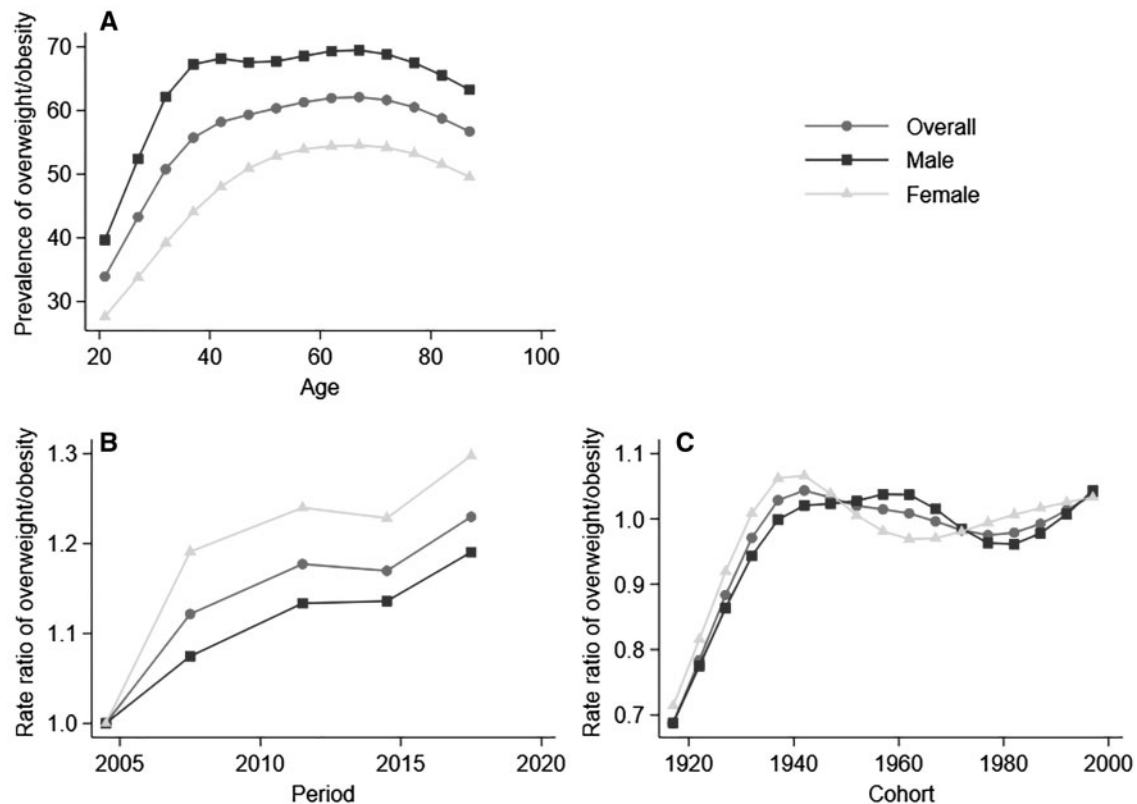 A
Prevalence of overweight/obesity
70
60
50
40
30
20 40 60 80 100
Age
Overall
Male
Female
B
Rate ratio of overweight/obesity
1.3
1.2
1.1
1.0
2005 2010 2015 2020
Period
C
Rate ratio of overweight/obesity
1.1
1.0
0.9
0.8
0.7
1920 1940 1960 1980 2000
Cohort